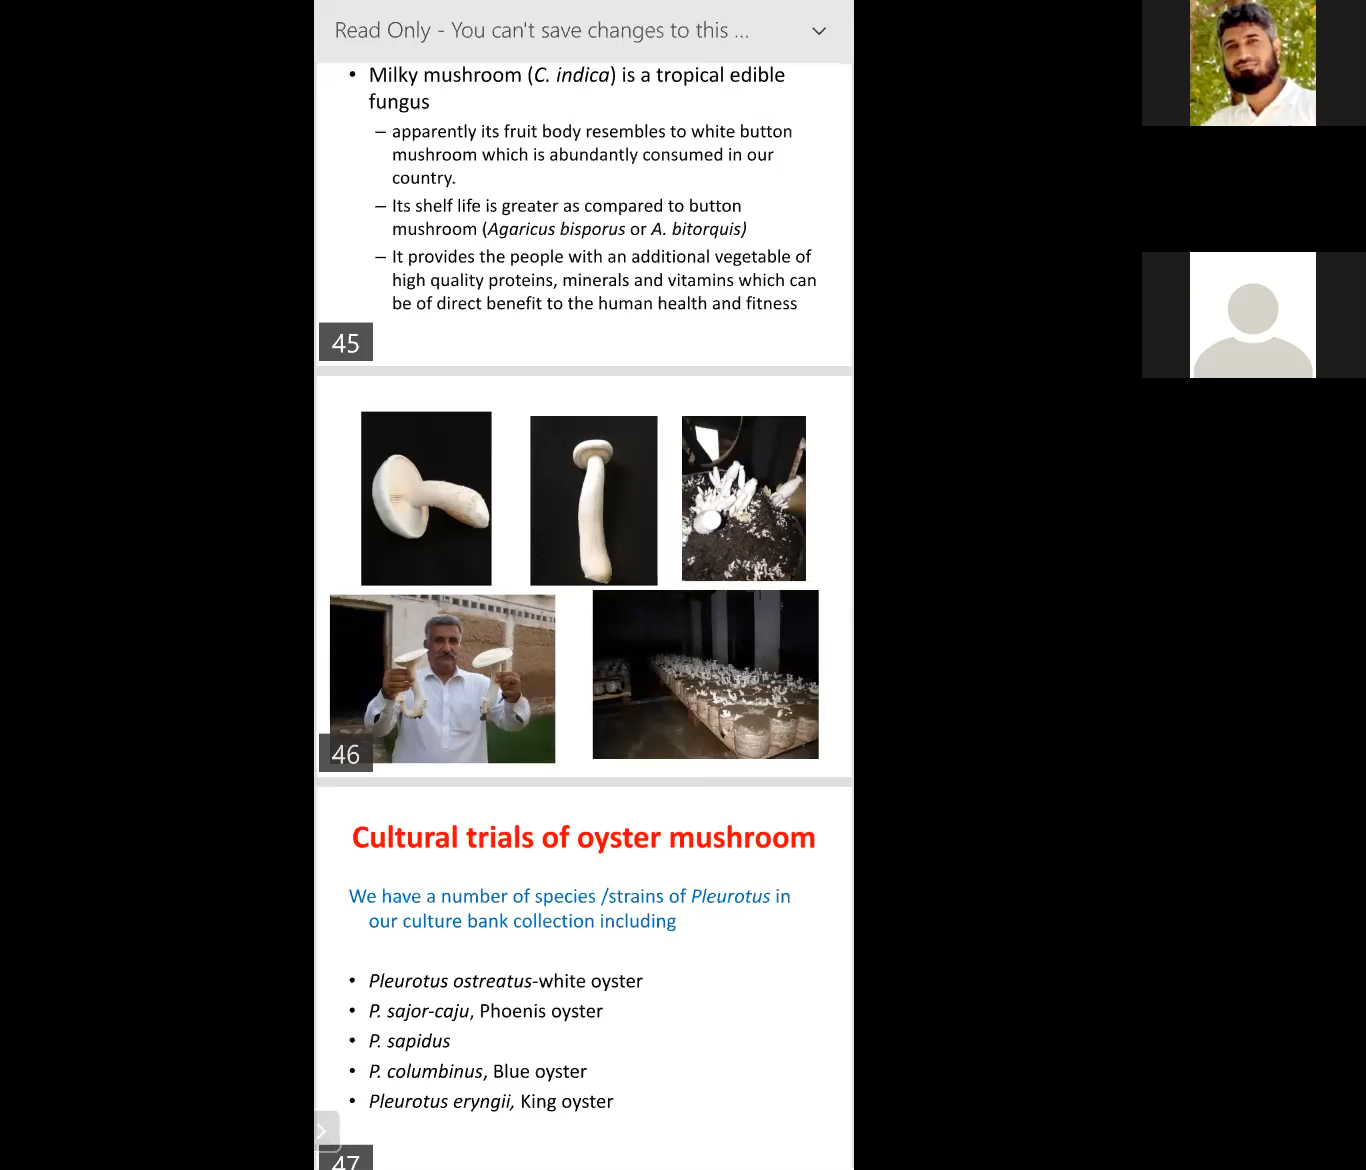 Read Only - You can't save changes to this ...
• Milky mushroom (C. indica) is a tropical edible
fungus
– apparently its fruit body resembles to white button
mushroom which is abundantly consumed in our
country.
– Its shelf life is greater as compared to button
mushroom (Agaricus bisporus or A. bitorquis)
– It provides the people with an additional vegetable of
high quality proteins, minerals and vitamins which can
be of direct benefit to the human health and fitness
45
46
Cultural trials of oyster mushroom
We have a number of species /strains of Pleurotus in
our culture bank collection including
• Pleurotus ostreatus-white oyster
• P. sajor-caju, Phoenis oyster
• P. sapidus
• P. columbinus, Blue oyster
• Pleurotus eryngii, King oyster
47